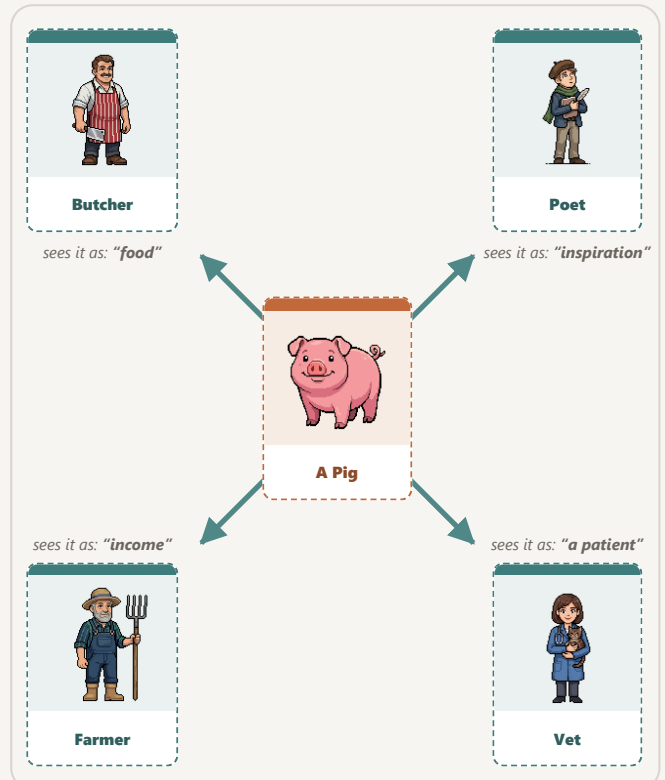 Butcher
sees it as: “food”
Poet
sees it as: “inspiration”
A Pig
sees it as: “income”
Farmer
sees it as: “a patient”
Vet